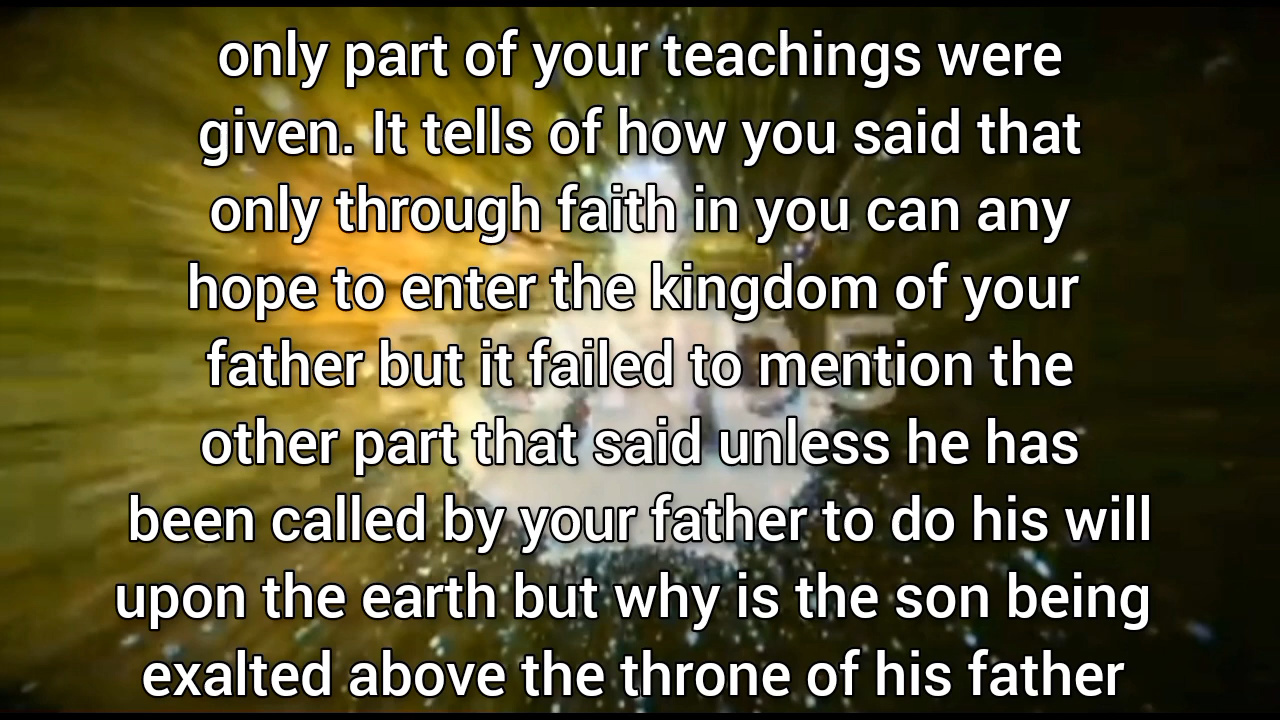 only part of your teachings were
given. It tells of how you said that
only through faith in you can any
hope to enter the kingdom of your
father but it failed to mention the
other part that said unless he has
been called by your father to do his will
upon the earth but why is the son being
exalted above the throne of his father